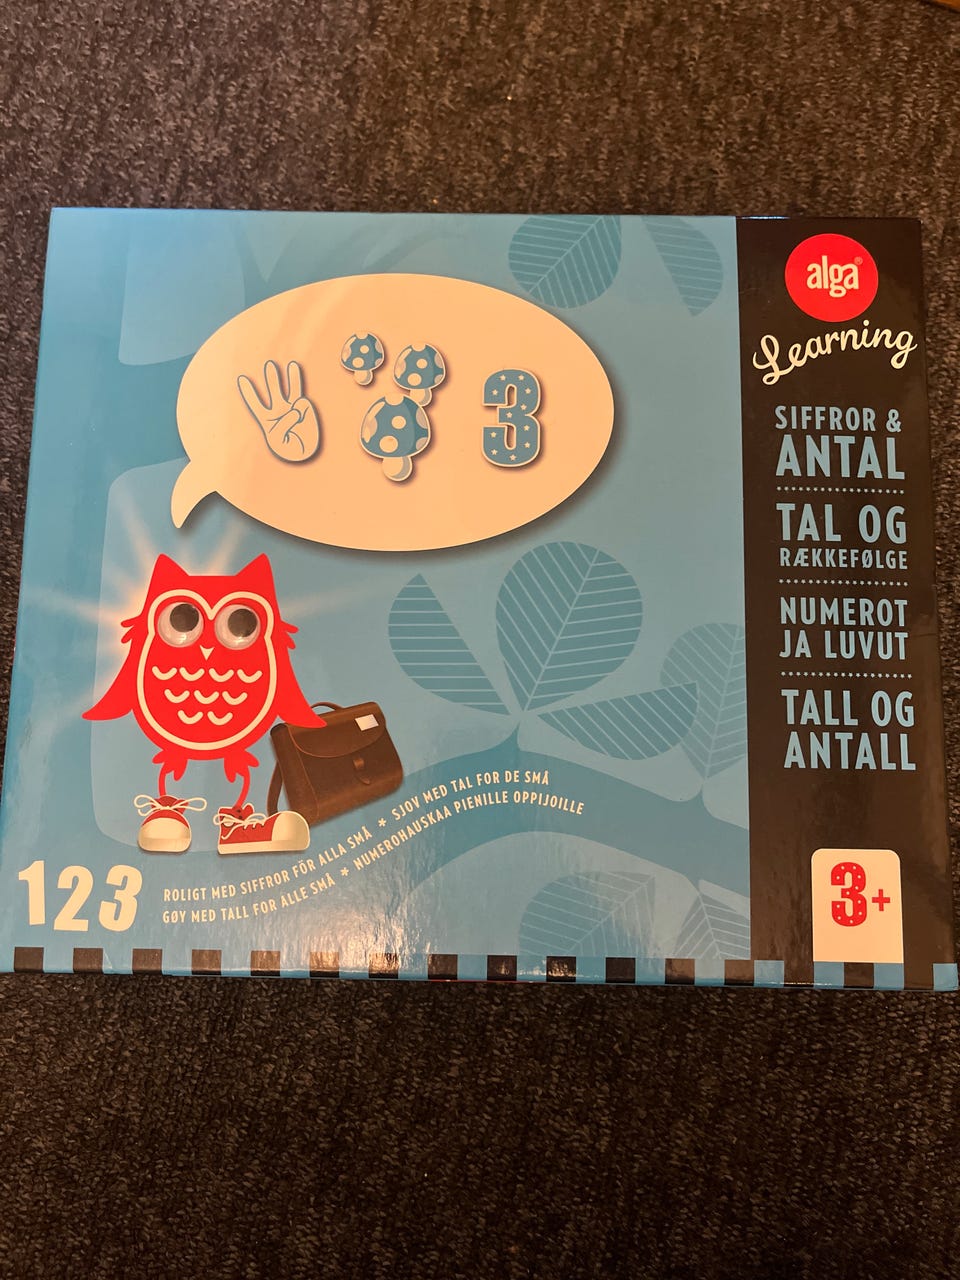 3
alga®
Learning
SIFFROR &
ANTAL
TAL OG
RÆKKEFØLGE
NUMEROT
JA LUVUT
TALL OG
ANTALL
3+
123
ROLIGT MED SIFFROR FÖR ALLA SMÅ * SJOV MED TAL FOR DE SMÅ
GØY MED TALL FOR ALLE SMÅ * NUMEROHAUSKAA PIENILLE OPPIJOILLE